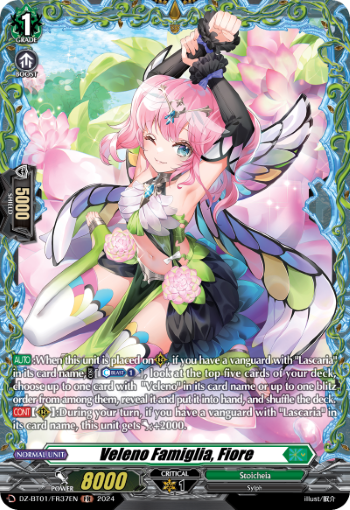 1
GRADE
BOOST
5000
SHIELD
AUTO :When this unit is placed on , if you have a vanguard with "Lascaria"
in its card name, COST [ BLAST 1 ], look at the top five cards of your deck,
choose up to one card with "Veleno" in its card name or up to one blitz
order from among them, reveal it and put it into hand, and shuffle the deck.
CONT [ ]:During your turn, if you have a vanguard with "Lascaria" in
its card name, this unit gets +2000.
NORMAL UNIT
Veleno Famiglia, Fiore
POWER 8000
CRITICAL
1
Stoicheia
Sylph
D DZ-BT01/FR37EN FR 2024
illust/匈介